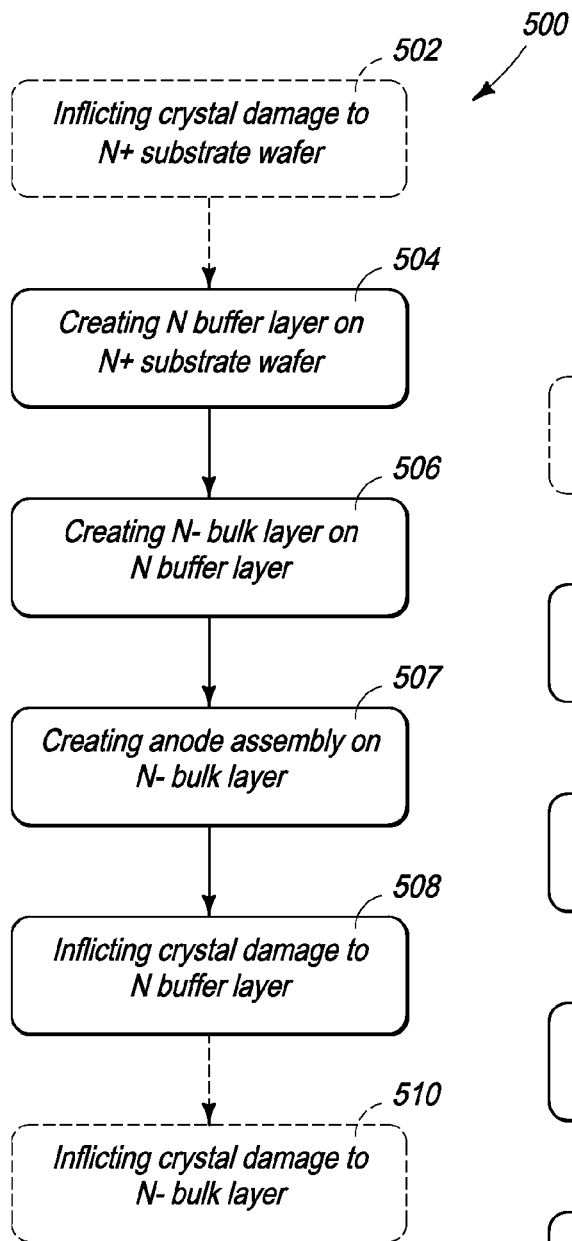 500
502
Inflicting crystal damage to
N+ substrate wafer
504
Creating N buffer layer on
N+ substrate wafer
506
Creating N- bulk layer on
N buffer layer
507
Creating anode assembly on
N- bulk layer
508
Inflicting crystal damage to
N buffer layer
510
Inflicting crystal damage to
N- bulk layer